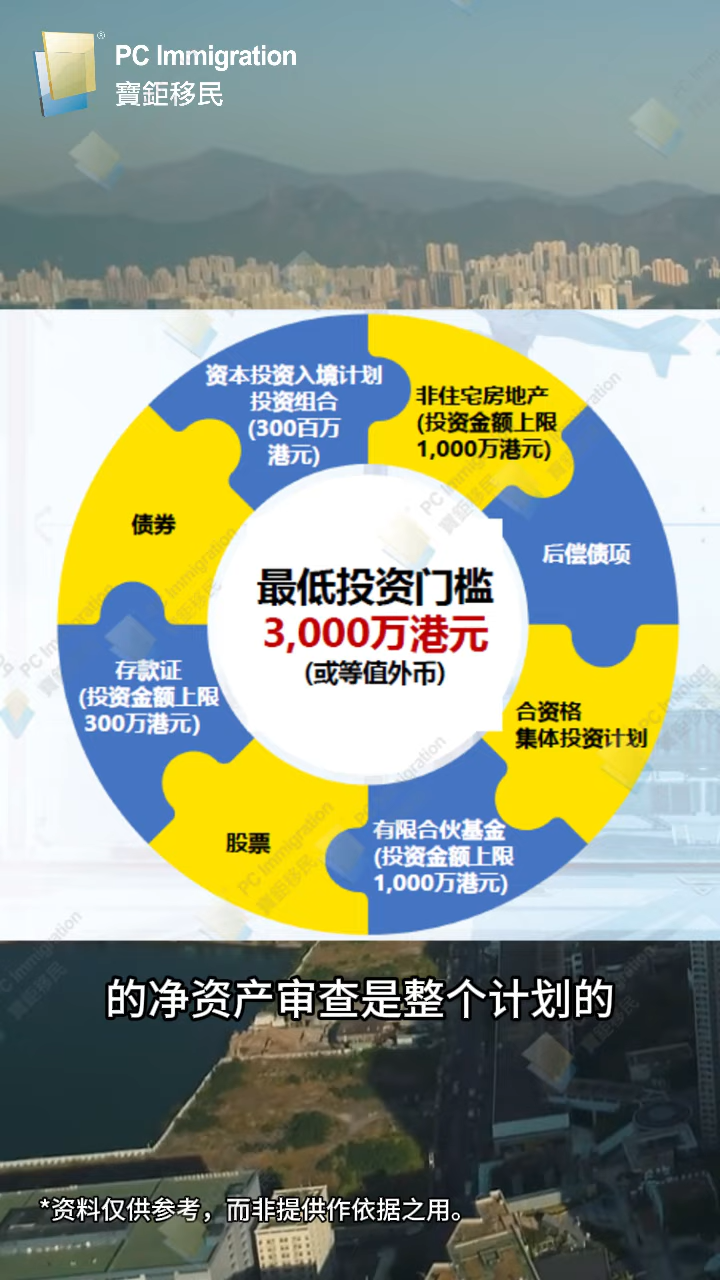 PC Immigration
寶鉅移民
资本投资入境计划
投资组合
(300百万
港元)
非住宅房地产
(投资金额上限
1,000万港元)
债券
后偿债项
最低投资门槛
3,000万港元
(或等值外币)
存款证
(投资金额上限
300万港元)
合资格
集体投资计划
股票
有限合伙基金
(投资金额上限
1,000万港元)
的净资产审查是整个计划的
*资料仅供参考，而非提供作依据之用。